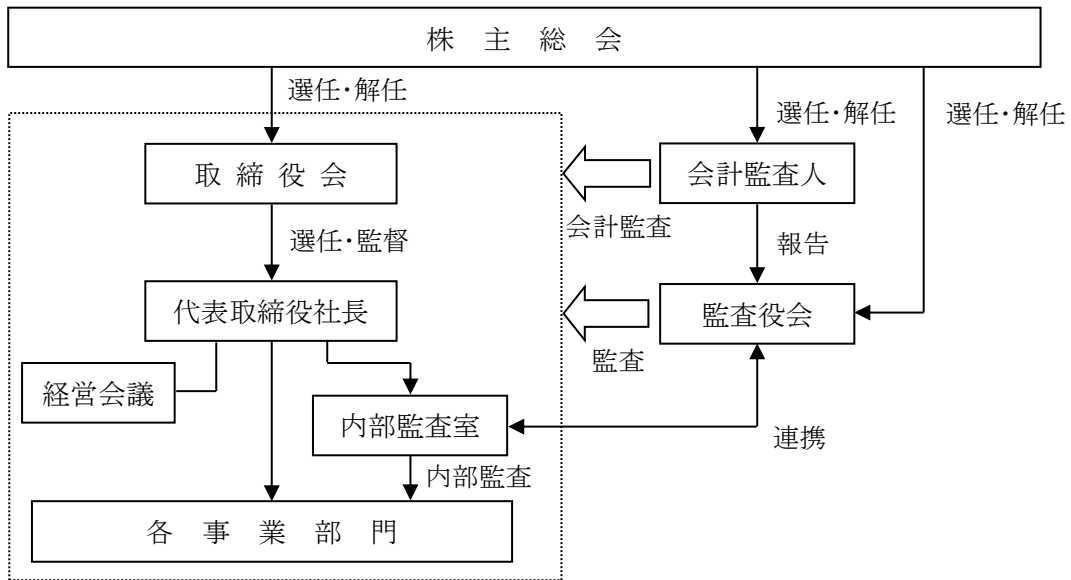 株主総会
選任・解任
選任・解任
選任・解任
取締役会
会計監査人
会計監査
選任・監督
報告
代表取締役社長
監査役会
監査
経営会議
内部監査室
連携
内部監査
各事業部門